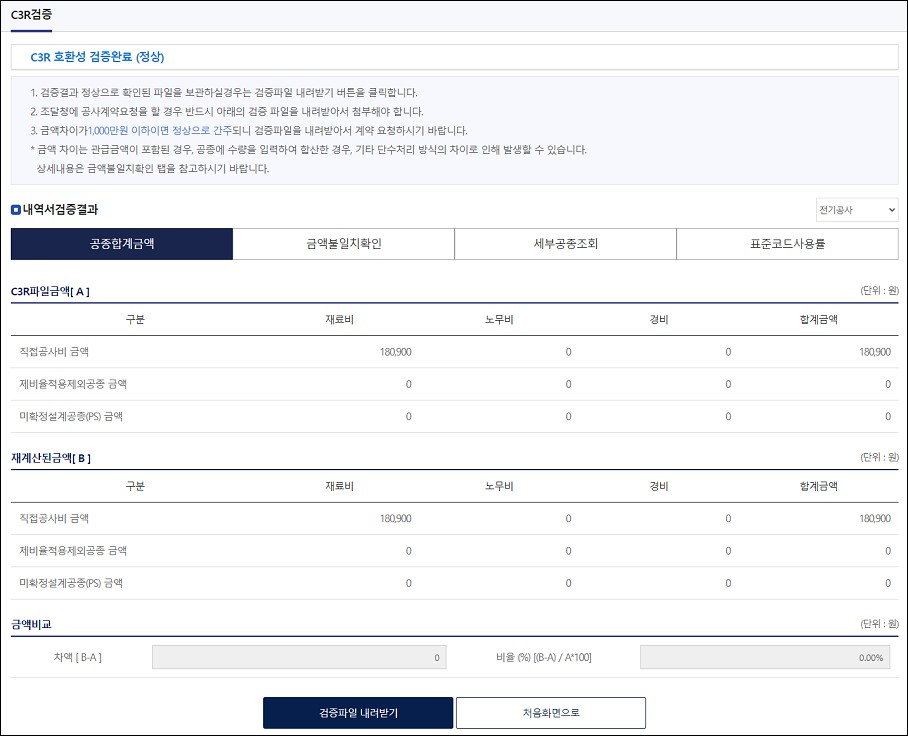 C3R검증
C3R 호환성 검증완료 (정상)
1. 검증결과 정상으로 확인된 파일을 보관하실경우는 검증파일 내려받기 버튼을 클릭합니다.
2. 조달청에 공사계약요청을 할 경우 반드시 아래의 검증 파일을 내려받아서 첨부해야 합니다.
3. 금액차이가1,000만원 이하이면 정상으로 간주되니 검증파일을 내려받아서 계약 요청하시기 바랍니다.
* 금액 차이는 관급금액이 포함된 경우, 공종에 수량을 입력하여 합산한 경우, 기타 단수처리 방식의 차이로 인해 발생할 수 있습니다.
상세내용은 금액불일치확인 탭을 참고하시기 바랍니다.
내역서검증결과 전기공사
공종합계금액 금액불일치확인 세부공종조회 표준코드사용률
C3R파일금액[ A ] (단위 : 원)
구분 재료비 노무비 경비 합계금액
직접공사비 금액 180,900 0 0 180,900
제비율적용제외공종 금액 0 0 0 0
미확정설계공종(PS) 금액 0 0 0 0
재계산된금액[ B ] (단위 : 원)
구분 재료비 노무비 경비 합계금액
직접공사비 금액 180,900 0 0 180,900
제비율적용제외공종 금액 0 0 0 0
미확정설게공종(PS) 금액 0 0 0 0
금액비교 (단위 : 원)
차액 [ B-A ] 0 비율 (%) [(B-A) / A*100] 0.00%
검증파일 내려받기 처음화면으로